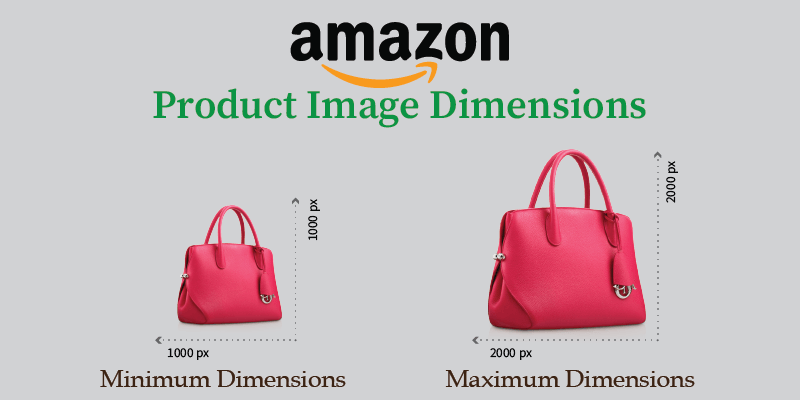 amazon
Product Image Dimensions
1000 px
1000 px
Minimum Dimensions
2000 px
2000 px
Maximum Dimensions